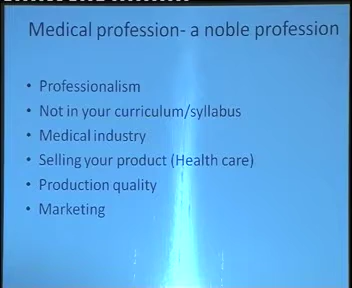 Medical profession- a noble profession
• Professionalism
• Not in your curriculum/syllabus
• Medical industry
• Selling your product (Health care)
• Production quality
• Marketing